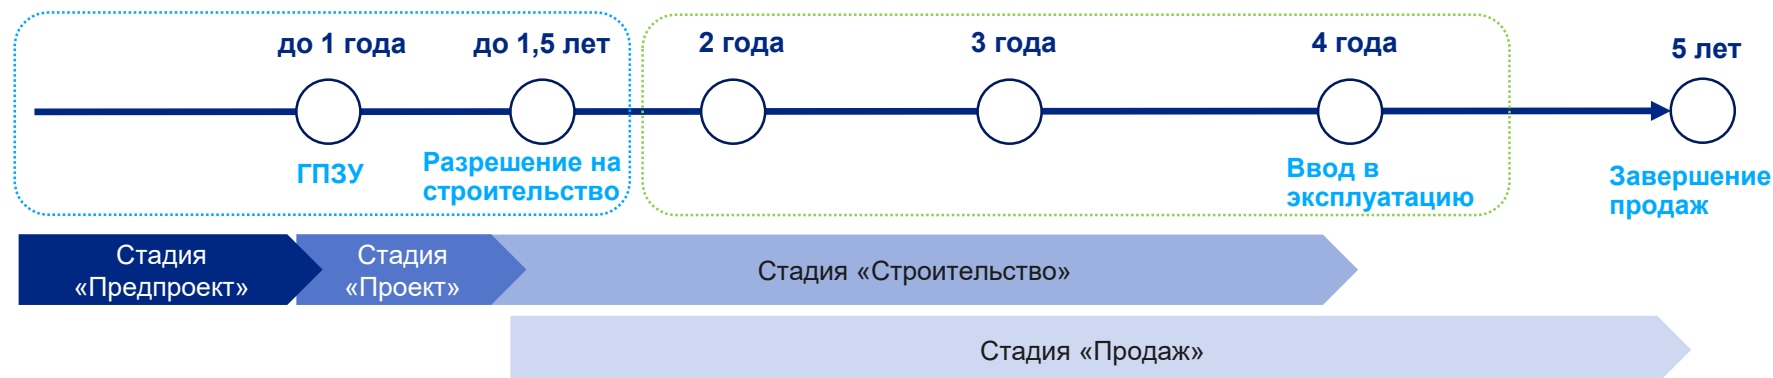 до 1 года
до 1,5 лет
2 года
3 года
4 года
5 лет
ГПЗУ
Разрешение на
строительство
Ввод в
эксплуатацию
Завершение
продаж
Стадия
«Предпроект»
Стадия
«Проект»
Стадия «Строительство»
Стадия «Продаж»